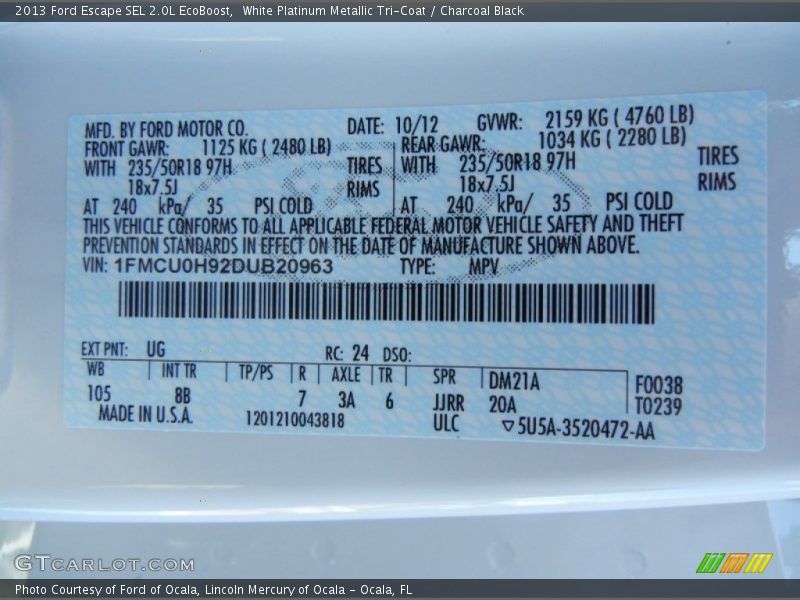 2013 Ford Escape SEL 2.0L EcoBoost,  White Platinum Metallic Tri-Coat / Charcoal Black
MFD. BY FORD MOTOR CO. DATE: 10/12 GVWR: 2159 KG ( 4760 LB)
FRONT GAWR: 1125 KG ( 2480 LB) REAR GAWR: 1034 KG ( 2280 LB)
WITH 235/50R18 97H TIRES WITH 235/50R18 97H TIRES
18x7.5J RIMS 18x7.5J RIMS
AT 240 kPa/ 35 PSI COLD AT 240 kPa/ 35 PSI COLD
THIS VEHICLE CONFORMS TO ALL APPLICABLE FEDERAL MOTOR VEHICLE SAFETY AND THEFT
PREVENTION STANDARDS IN EFFECT ON THE DATE OF MANUFACTURE SHOWN ABOVE.
VIN: 1FMCU0H92DUB20963 TYPE: MPV
EXT PNT: UG RC: 24 DSO:
WB INT TR TP/PS R AXLE TR SPR DM21A F0038
105 8B 7 3A 6 JJRR 20A T0239
MADE IN U.S.A. 1201210043818 ULC ▽5U5A-3520472-AA
GTCARLOT.COM
Photo Courtesy of Ford of Ocala, Lincoln Mercury of Ocala - Ocala, FL